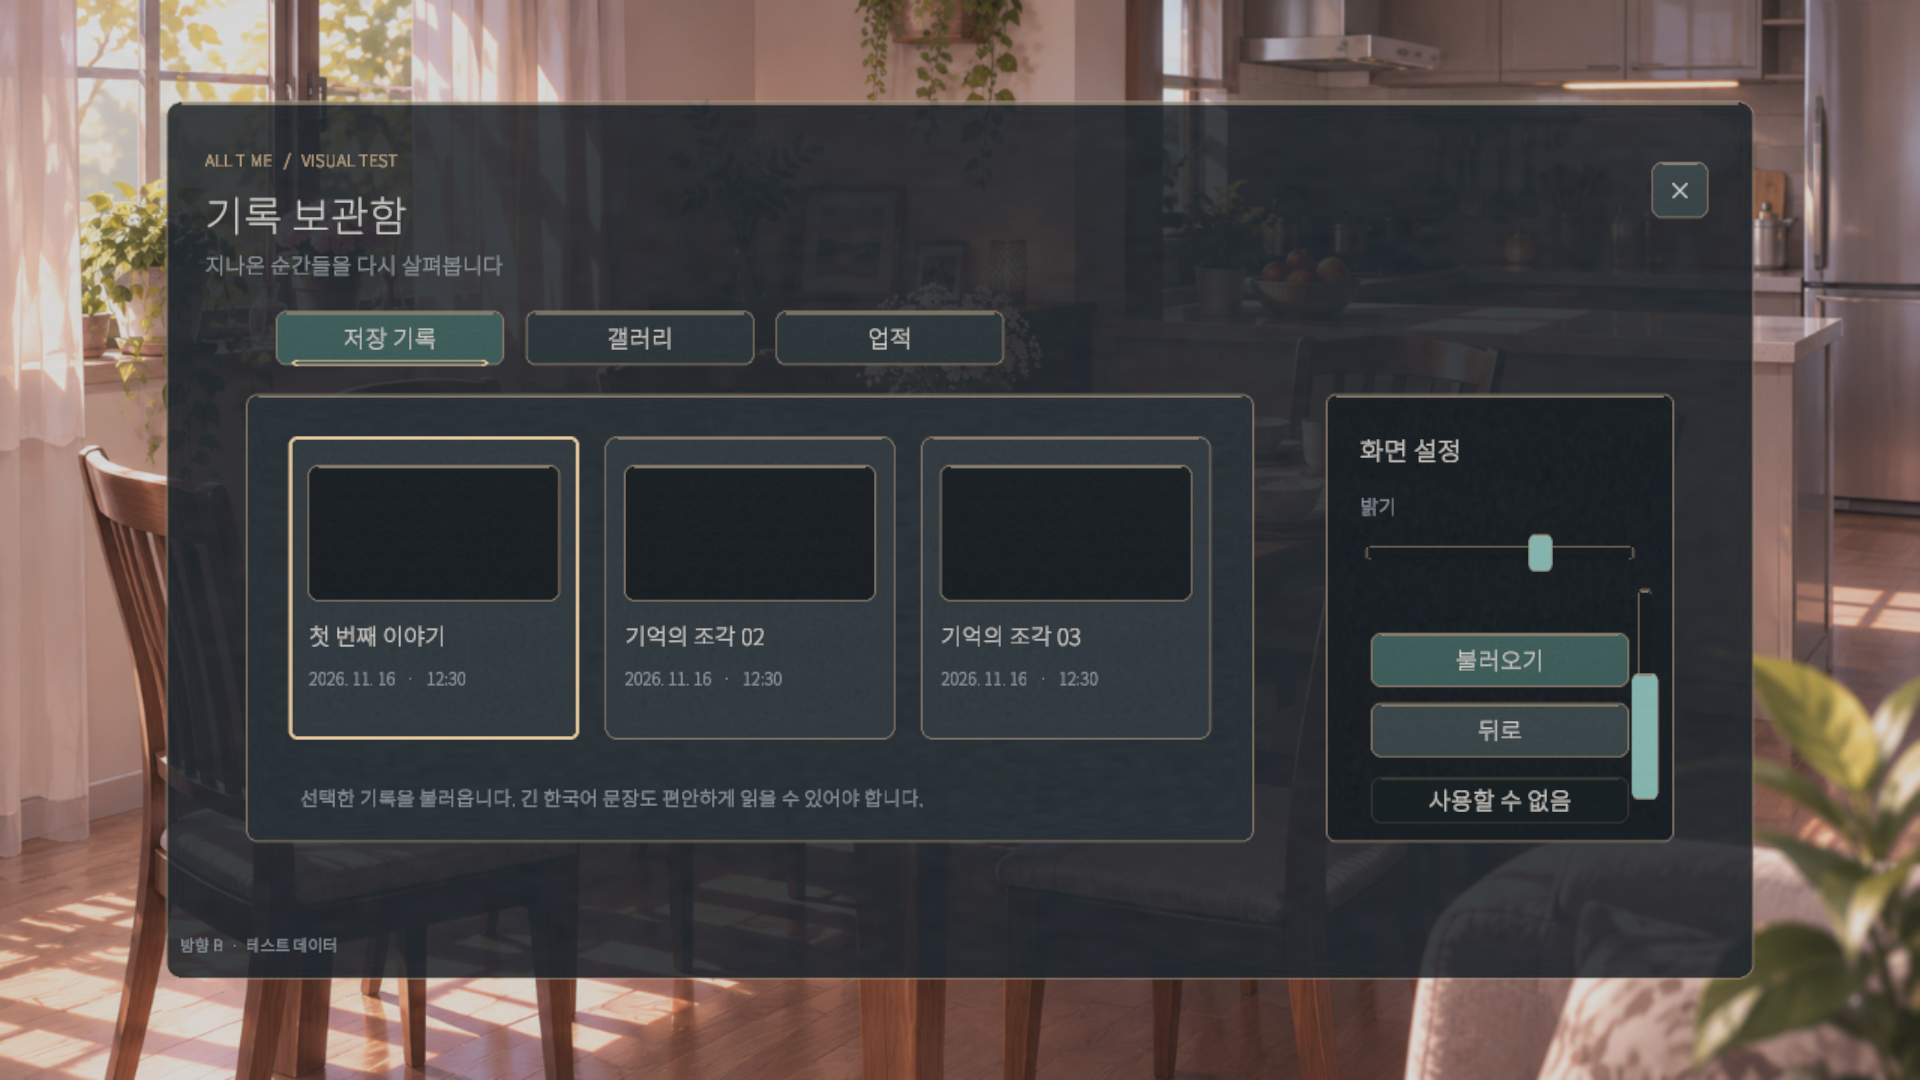 ALL T ME / VISUAL TEST
기록 보관함
지나온 순간들을 다시 살펴봅니다
저장 기록
갤러리
업적
첫 번째 이야기
2026. 11. 16 · 12:30
기억의 조각 02
2026. 11. 16 · 12:30
기억의 조각 03
2026. 11. 16 · 12:30
선택한 기록을 불러옵니다. 긴 한국어 문장도 편안하게 읽을 수 있어야 합니다.
화면 설정
밝기
불러오기
뒤로
사용할 수 없음
방향 B · 테스트 데이터